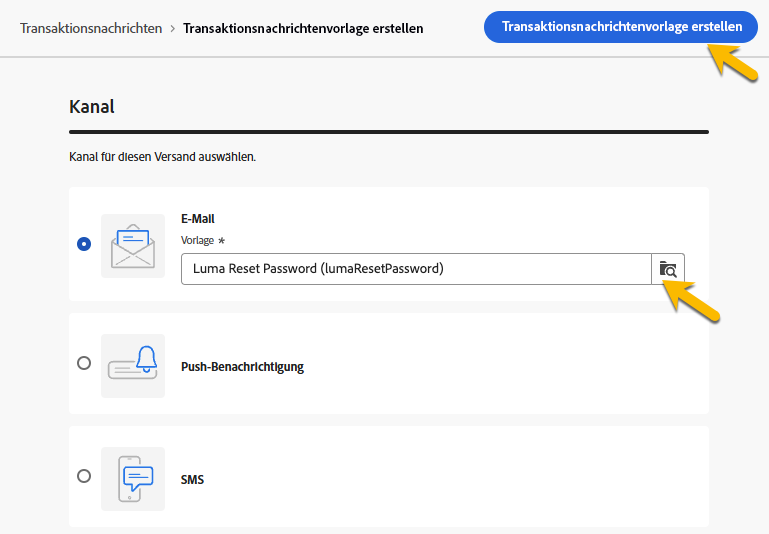 Transaktionsnachrichten > Transaktionsnachrichtenvorlage erstellen
Transaktionsnachrichtenvorlage erstellen
Kanal
Kanal für diesen Versand auswählen.
E-Mail
Vorlage *
Luma Reset Password (lumaResetPassword)
Push-Benachrichtigung
SMS